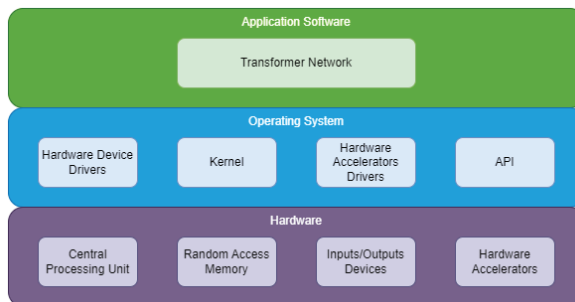 Application Software
Transformer Network
Operating System
Hardware Device
Drivers
Kernel
Hardware
Accelerators
Drivers
API
Hardware
Central
Processing Unit
Random Access
Memory
Inputs/Outputs
Devices
Hardware
Accelerators